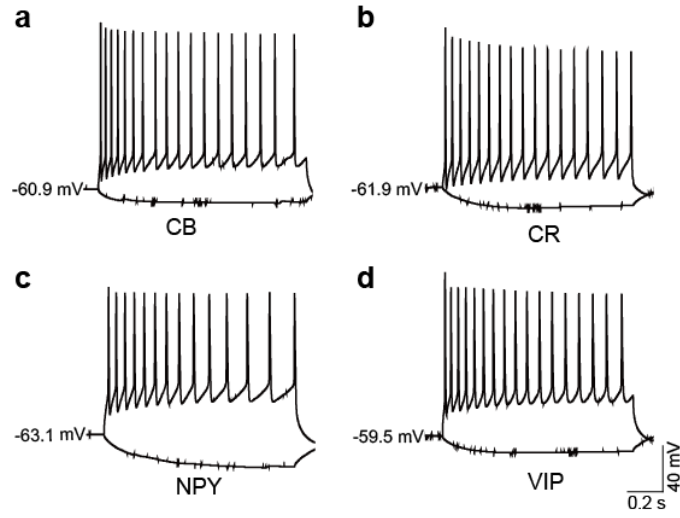 a
b
-60.9 mV
-61.9 mV
CB
CR
c
d
-63.1 mV
-59.5 mV
NPY
VIP
40 mV
0.2 s